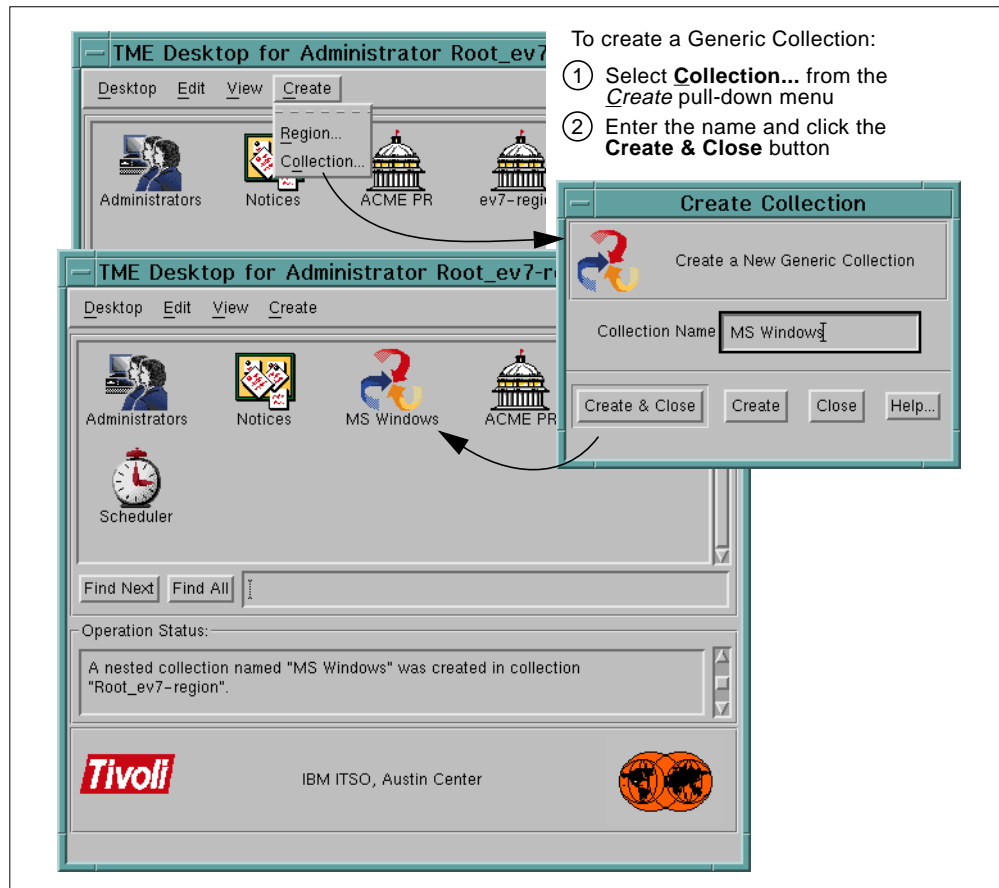 To create a Generic Collection:
1 Select Collection... from the
Create pull-down menu
2 Enter the name and click the
Create & Close button
TME Desktop for Administrator Root_ev7
Desktop Edit View Create
Region...
Collection...
Administrators Notices ACME PR ev7-regi
Create Collection
Create a New Generic Collection
Collection Name MS Windows
Create & Close Create Close Help...
TME Desktop for Administrator Root_ev7-r
Desktop Edit View Create
Administrators Notices MS Windows ACME PR
Scheduler
Find Next Find All
Operation Status:
A nested collection named "MS Windows" was created in collection
"Root_ev7-region".
Tivoli IBM ITSO, Austin Center